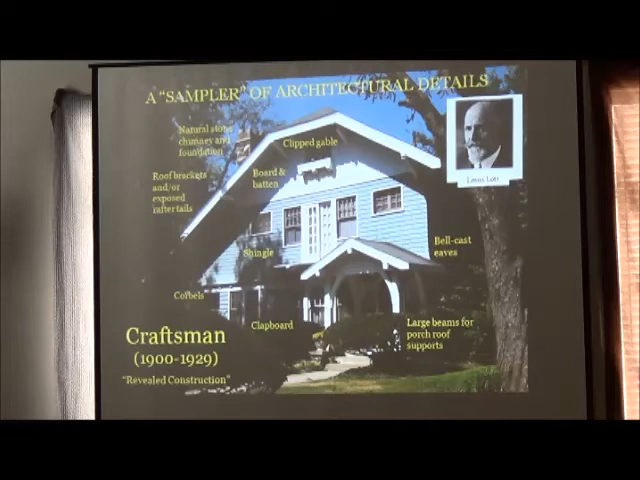 A "SAMPLER" OF ARCHITECTURAL DETAILS
Natural stone
chimney and
foundation
Clipped gable
Roof brackets
and/or
exposed
rafter tails
Board &
batten
Shingle
Bell-cast
eaves
Corbels
Clapboard
Large beams for
porch roof
supports
Craftsman
(1900-1929)
"Revealed Construction"